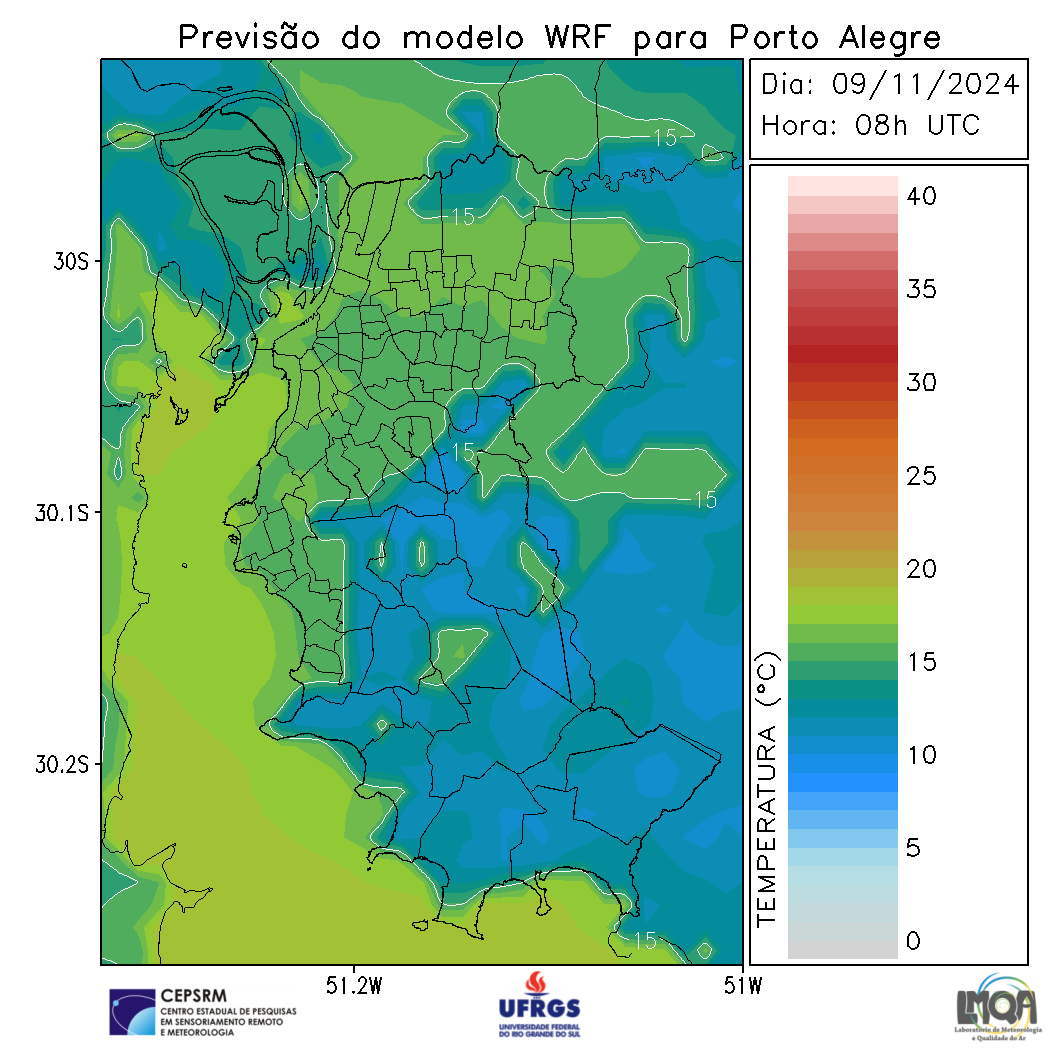 Previsão do modelo WRF para Porto Alegre
Dia: 09/11/2024
Hora: 08h UTC
15
15
15
15
15
30S
30.1S
30.2S
51.2W
51W
TEMPERATURA (°C)
40
35
30
25
20
15
10
5
0
CEPSRM
CENTRO ESTADUAL DE PESQUISAS
EM SENSORIAMENTO REMOTO
E METEOROLOGIA
UFRGS
UNIVERSIDADE FEDERAL
DO RIO GRANDE DO SUL
LMQA
Laboratório de Meteorologia
e Qualidade do Ar